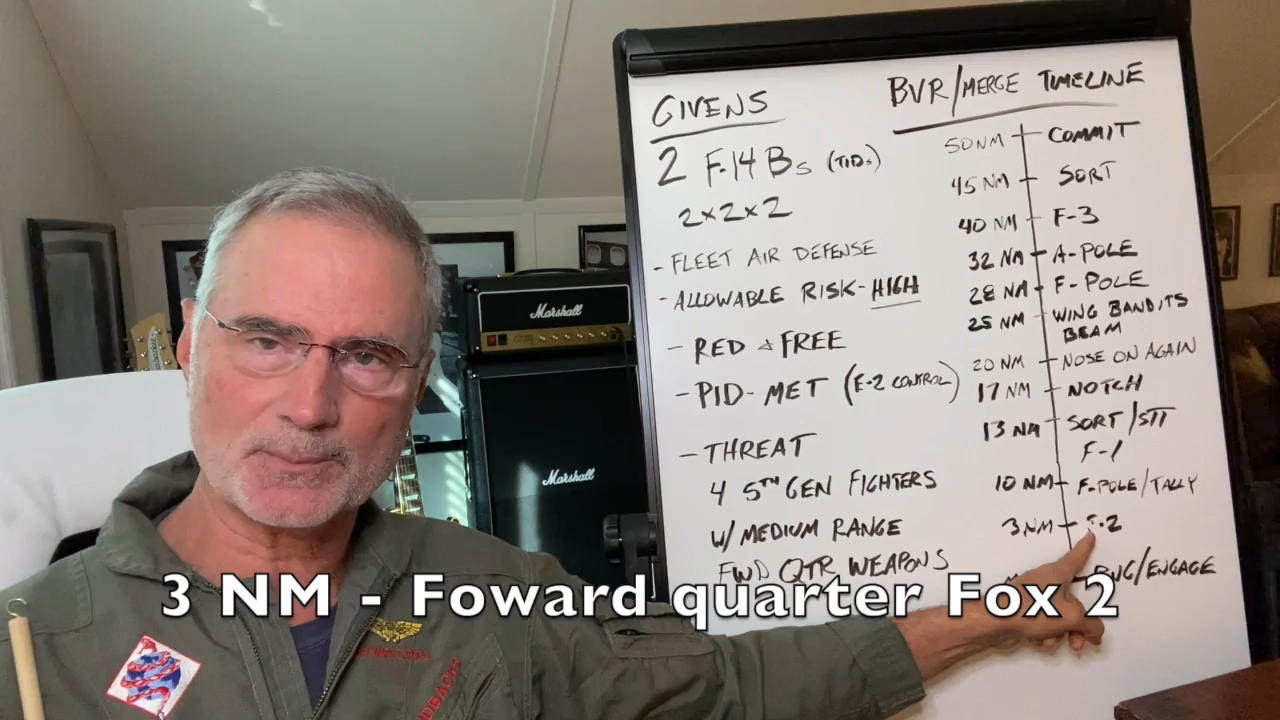 GIVENS
2 F-14 Bs (TIDs)
2x2x2
- FLEET AIR DEFENSE
- ALLOWABLE RISK-HIGH
- RED & FREE
- PID-MET (E-2 CONTROL)
- THREAT
4 5TH GEN FIGHTERS
W/ MEDIUM RANGE
FWD QTR WEAPONS
BVR/MERGE TIMELINE
50NM COMMIT
45 NM SORT
40 NM F-3
32 NM A-POLE
28 NM F-POLE
25 NM WING BANDITS
BEAM
20 NM NOSE ON AGAIN
17 NM NOTCH
13 NM SORT/STT
F-1
10 NM F-POLE/TALLY
3 NM F-2
/ENGAGE
Marshall
Marshall
3 NM - Foward quarter Fox 2